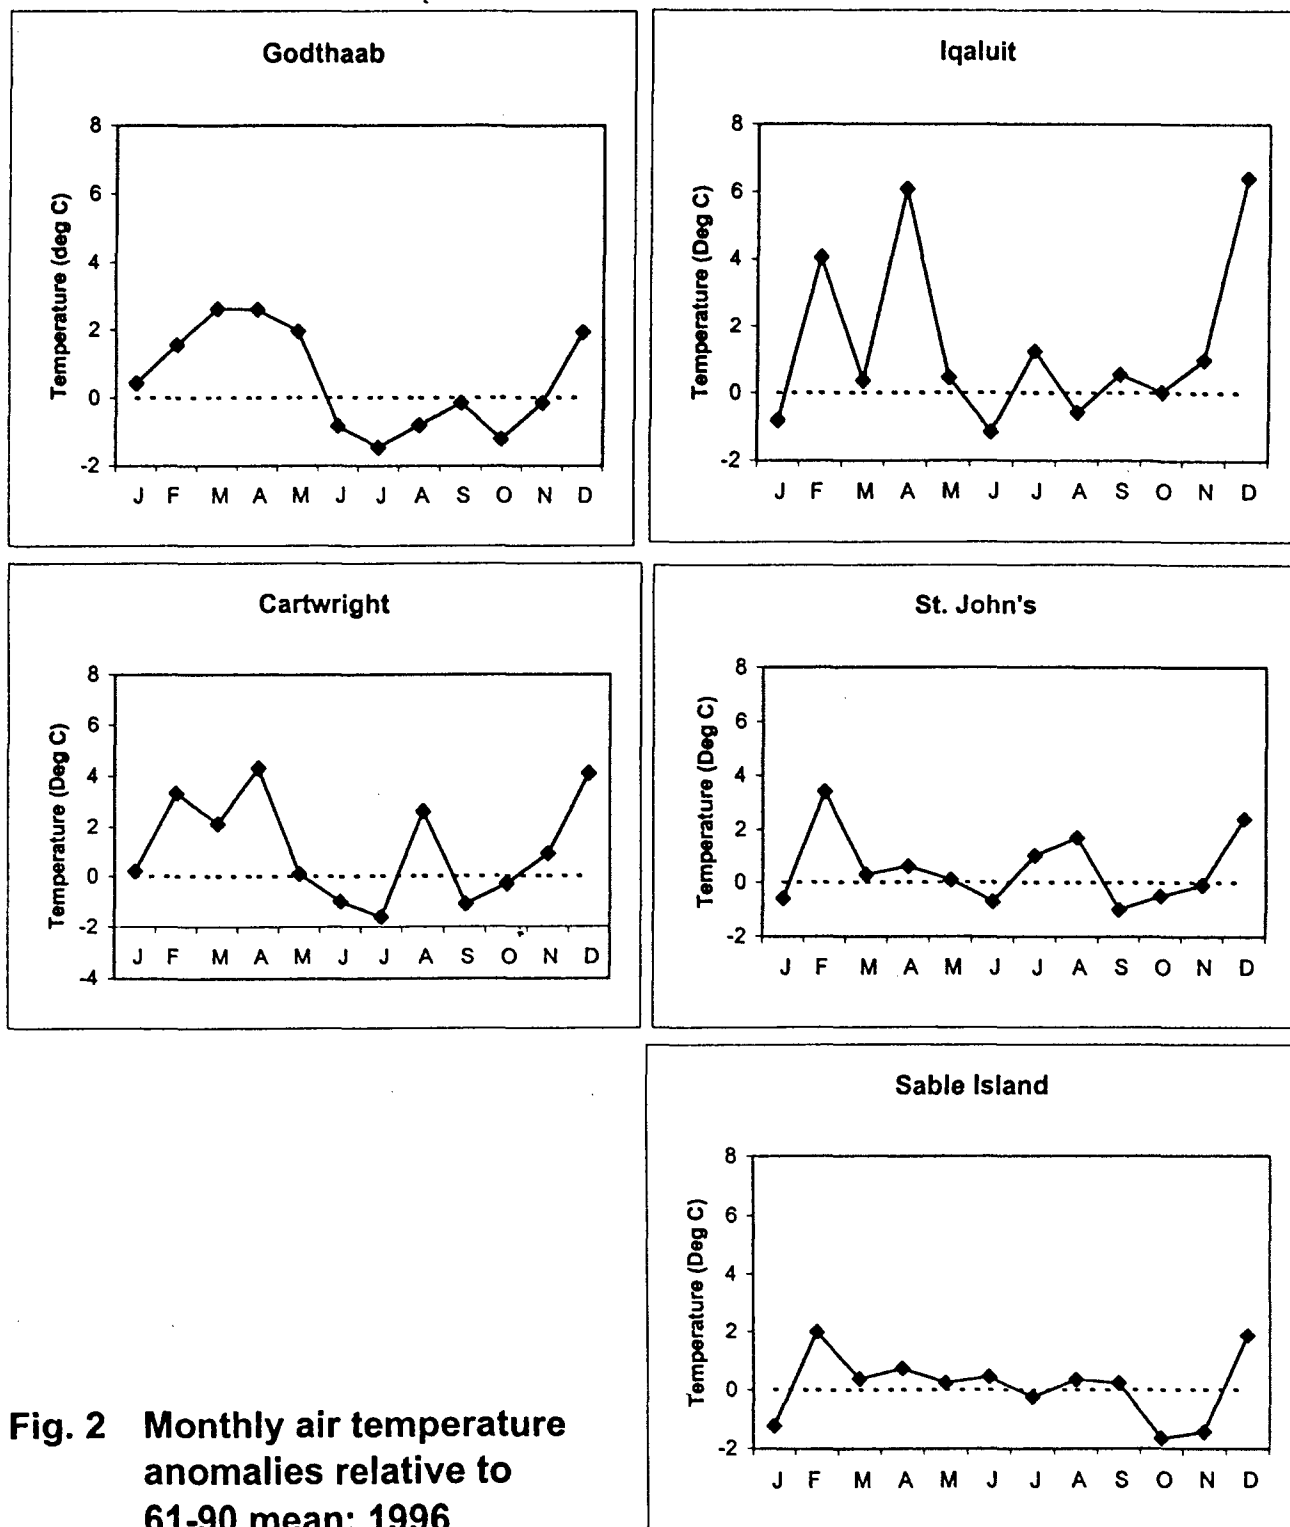 Godthaab
Temperature (deg C)
8
6
4
2
0
-2
J F M A M J J A S O N D
Iqaluit
Temperature (Deg C)
8
6
4
2
0
-2
J F M A M J J A S O N D
Cartwright
Temperature (Deg C)
8
6
4
2
0
-2
-4
J F M A M J J A S O N D
St. John's
Temperature (Deg C)
8
6
4
2
0
-2
J F M A M J J A S O N D
Sable Island
Temperature (Deg C)
8
6
4
2
0
-2
J F M A M J J A S O N D
Fig. 2 Monthly air temperature
anomalies relative to
61-90 mean: 1996